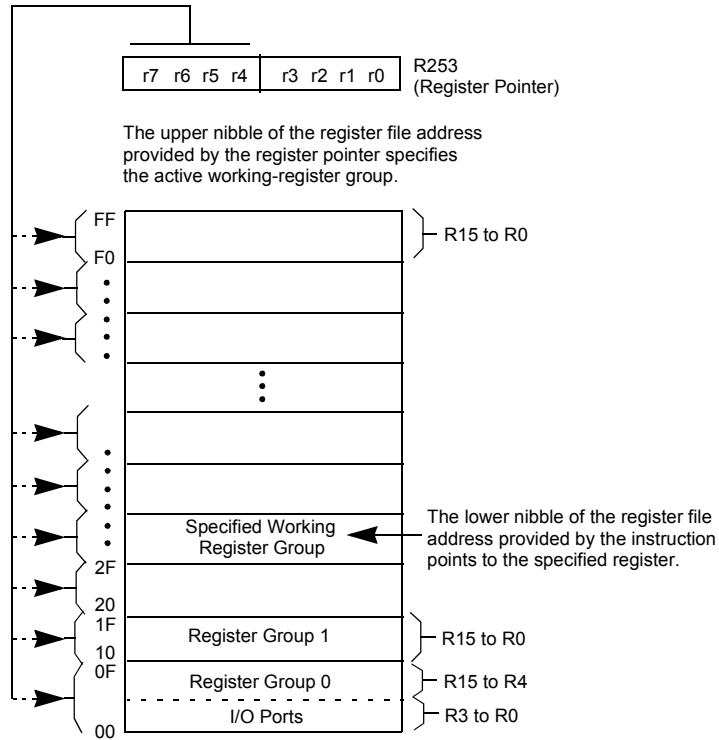 r7 r6 r5 r4 r3 r2 r1 r0
R253
(Register Pointer)
The upper nibble of the register file address
provided by the register pointer specifies
the active working-register group.
FF
R15 to R0
F0
Specified Working
Register Group
The lower nibble of the register file
address provided by the instruction
points to the specified register.
2F
20
1F
Register Group 1
R15 to R0
10
0F
Register Group 0
R15 to R4
I/O Ports
R3 to R0
00